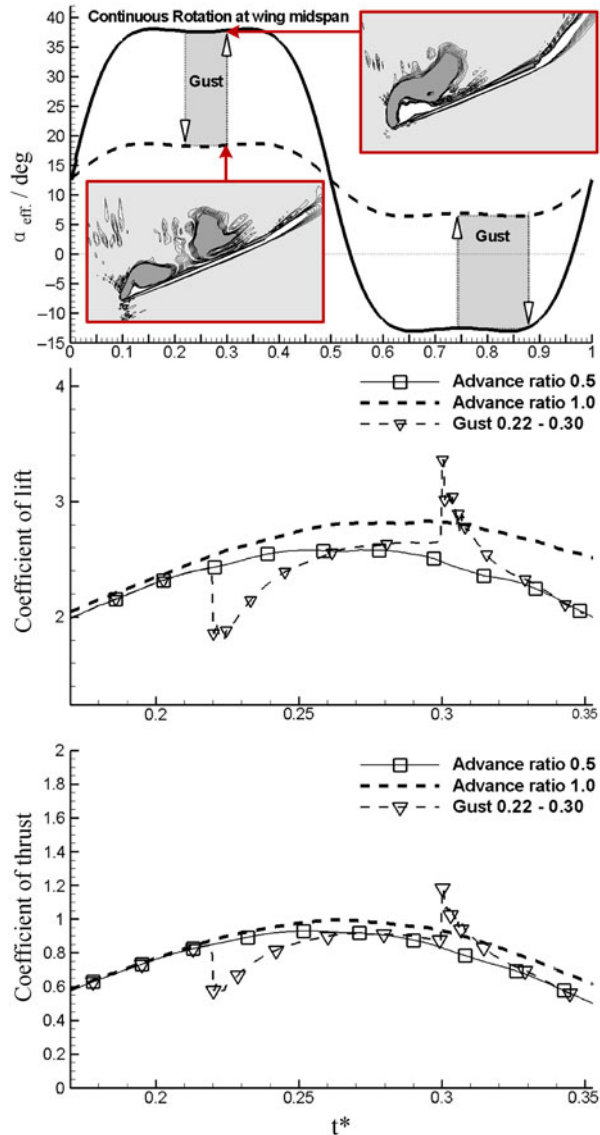 Continuous Rotation at wing midspan
α eff. / deg
40
35
30
25
20
15
10
5
0
−5
−10
−15
Gust
Gust
0 0.1 0.2 0.3 0.4 0.5 0.6 0.7 0.8 0.9 1
Advance ratio 0.5
Advance ratio 1.0
Gust 0.22 - 0.30
Coefficient of lift
4
3
2
0.2 0.25 0.3 0.35
Advance ratio 0.5
Advance ratio 1.0
Gust 0.22 - 0.30
Coefficient of thrust
2
1.8
1.6
1.4
1.2
1
0.8
0.6
0.4
0.2
0
0.2 0.25 0.3 0.35
t*